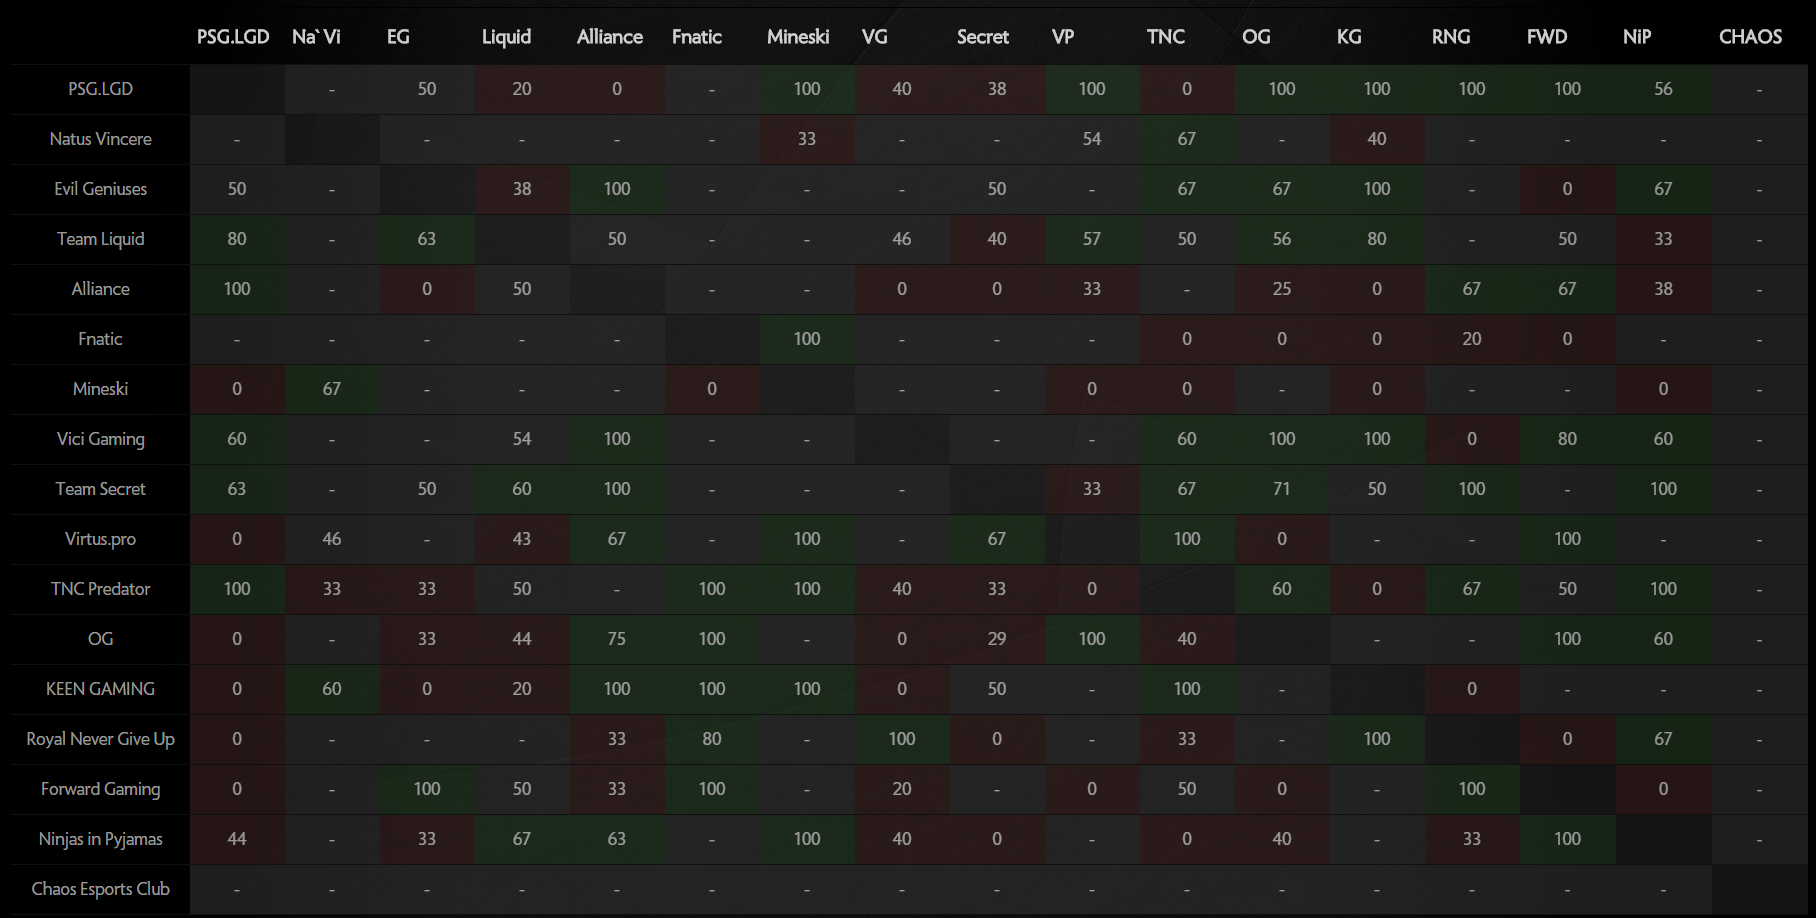 PSG.LGD Na`Vi EG Liquid Alliance Fnatic Mineski VG Secret VP TNC OG KG RNG FWD NiP CHAOS
PSG.LGD - 50 20 0 - 100 40 38 100 0 100 100 100 100 56 -
Natus Vincere - - - - - 33 - - 54 67 - 40 - - - -
Evil Geniuses 50 - 38 100 - - - 50 - 67 67 100 - 0 67 -
Team Liquid 80 - 63 50 - - 46 40 57 50 56 80 - 50 33 -
Alliance 100 - 0 50 - - 0 0 33 - 25 0 67 67 38 -
Fnatic - - - - - 100 - - - 0 0 0 20 0 - -
Mineski 0 67 - - - 0 - - 0 0 - 0 - - 0 -
Vici Gaming 60 - - 54 100 - - - - 60 100 100 0 80 60 -
Team Secret 63 - 50 60 100 - - - 33 67 71 50 100 - 100 -
Virtus.pro 0 46 - 43 67 - 100 - 67 100 0 - - 100 - -
TNC Predator 100 33 33 50 - 100 100 40 33 0 60 0 67 50 100 -
OG 0 - 33 44 75 100 - 0 29 100 40 - - 100 60 -
KEEN GAMING 0 60 0 20 100 100 100 0 50 - 100 - 0 - - -
Royal Never Give Up 0 - - - 33 80 - 100 0 - 33 - 100 0 67 -
Forward Gaming 0 - 100 50 33 100 - 20 - 0 50 0 - 100 0 -
Ninjas in Pyjamas 44 - 33 67 63 - 100 40 0 - 0 40 - 33 100 -
Chaos Esports Club - - - - - - - - - - - - - - - -